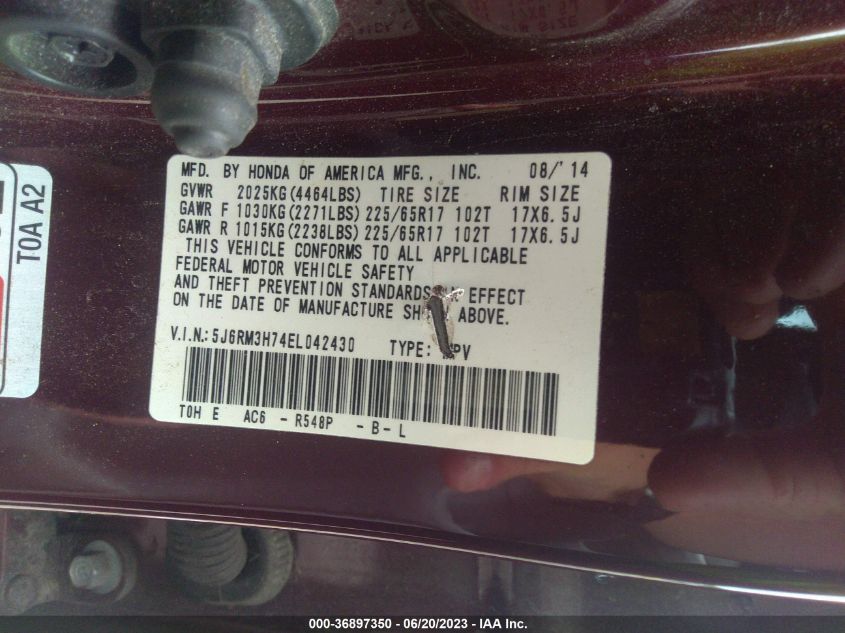 MFD. BY HONDA OF AMERICA MFG., INC. 08/'14
GVWR 2025KG(4464LBS) TIRE SIZE RIM SIZE
GAWR F 1030KG(2271LBS) 225/65R17 102T 17X6.5J
GAWR R 1015KG(2238LBS) 225/65R17 102T 17X6.5J
THIS VEHICLE CONFORMS TO ALL APPLICABLE
FEDERAL MOTOR VEHICLE SAFETY
AND THEFT PREVENTION STANDARDS EFFECT
ON THE DATE OF MANUFACTURE ABOVE.
V.I.N.: 5J6RM3H74EL042430 TYPE: MPV
TOH E AC6 - R548P - B - L
TOA A2
000-36897350 - 06/20/2023 - IAA Inc.